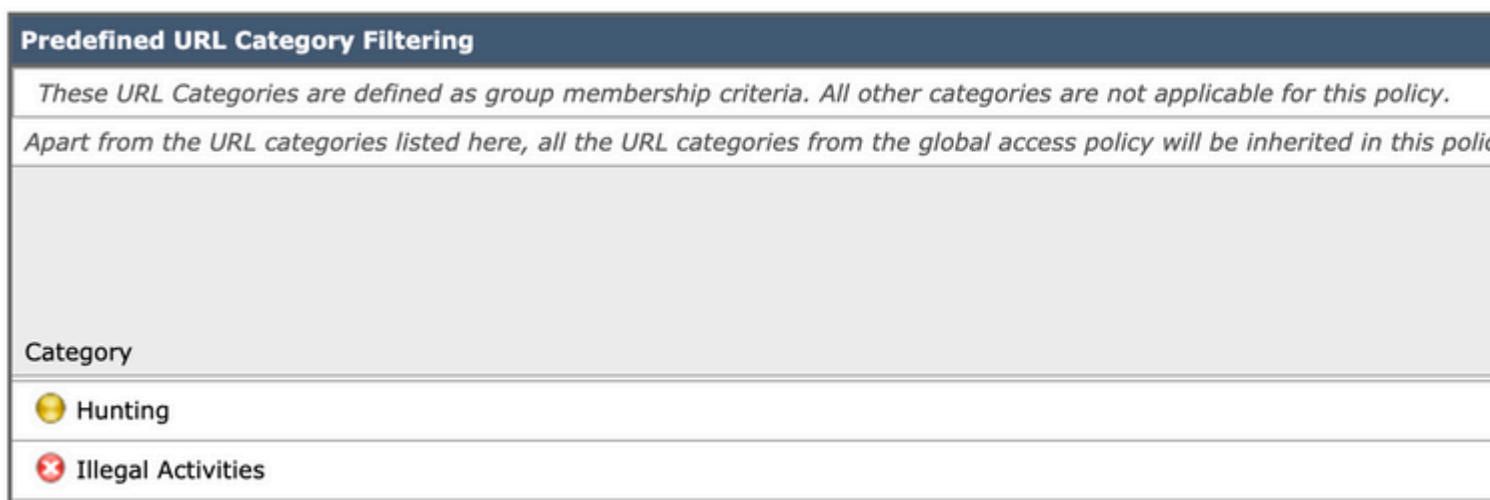 Predefined URL Category Filtering
These URL Categories are defined as group membership criteria. All other categories are not applicable for this policy.
Apart from the URL categories listed here, all the URL categories from the global access policy will be inherited in this polic
Category
Hunting
Illegal Activities